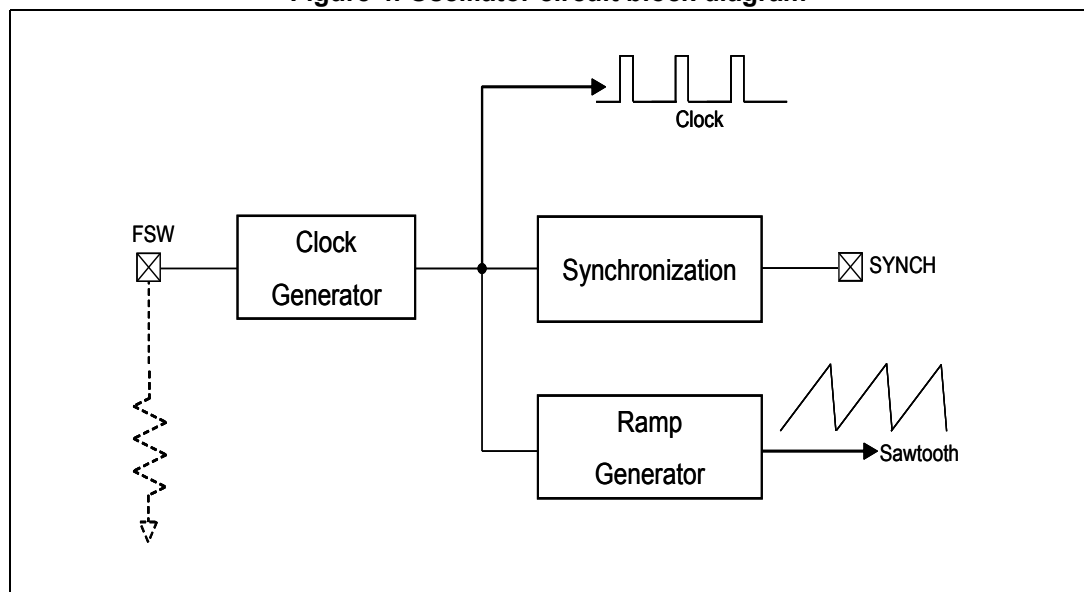 Figure 4. Oscillator circuit block diagram
Clock
FSW
Clock
Generator
Synchronization
SYNCH
Ramp
Generator
Sawtooth